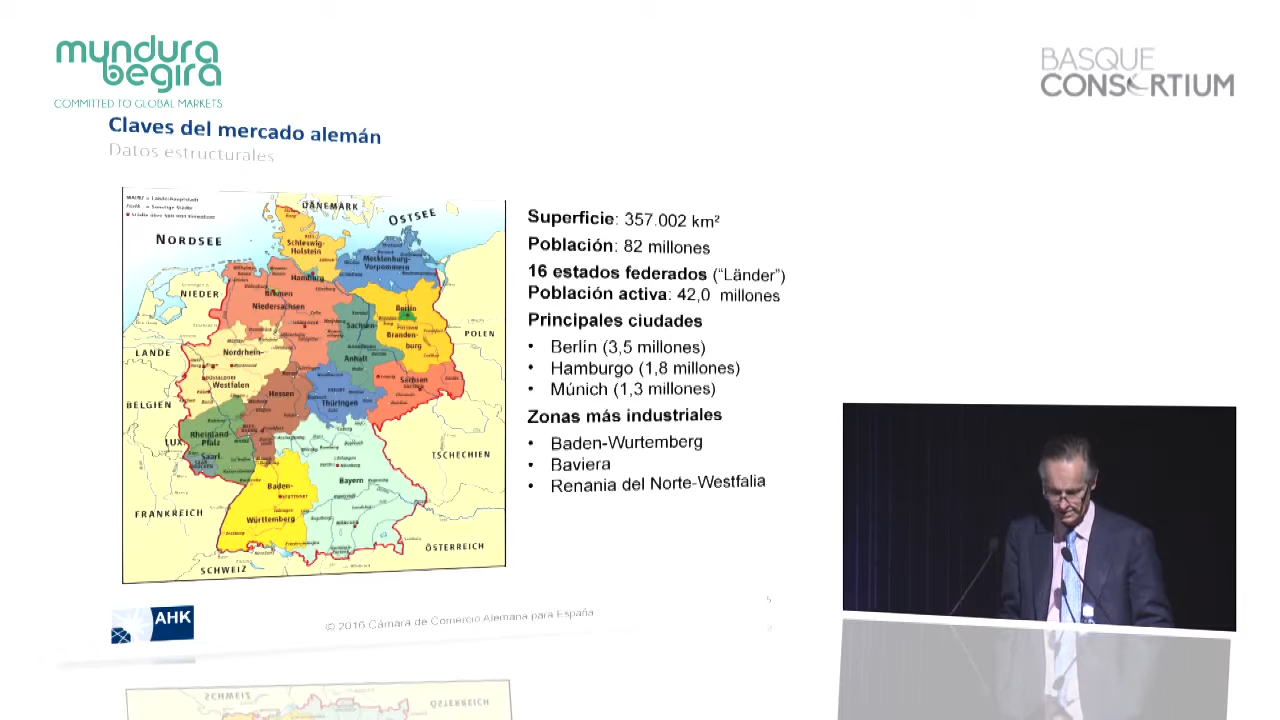 mundura
begira
COMMITTED TO GLOBAL MARKETS
BASQUE
CONSORTIUM
Claves del mercado alemán
Datos estructurales
DÄNEMARK
OSTSEE
NORDSEE
Schleswig-
Holstein
Mecklenburg-
Vorpommern
Hamburg
NIEDER
Bremen
Niedersachsen
Berlin
Sachsen-
Branden-
burg
POLEN
LANDE
Nordrhein-
Anhalt
Westfalen
Sachsen
Hessen
Thüringen
BELGIEN
Rheinland-
Pfalz
LUX
Saarl.
TSCHECHIEN
Baden-
Bayern
FRANKREICH
Württemberg
ÖSTERREICH
SCHWEIZ
Superficie: 357.002 km²
Población: 82 millones
16 estados federados (“Länder”)
Población activa: 42,0 millones
Principales ciudades
• Berlín (3,5 millones)
• Hamburgo (1,8 millones)
• Múnich (1,3 millones)
Zonas más industriales
• Baden-Wurtemberg
• Baviera
• Renania del Norte-Westfalia
AHK
© 2016 Cámara de Comercio Alemana para España
5